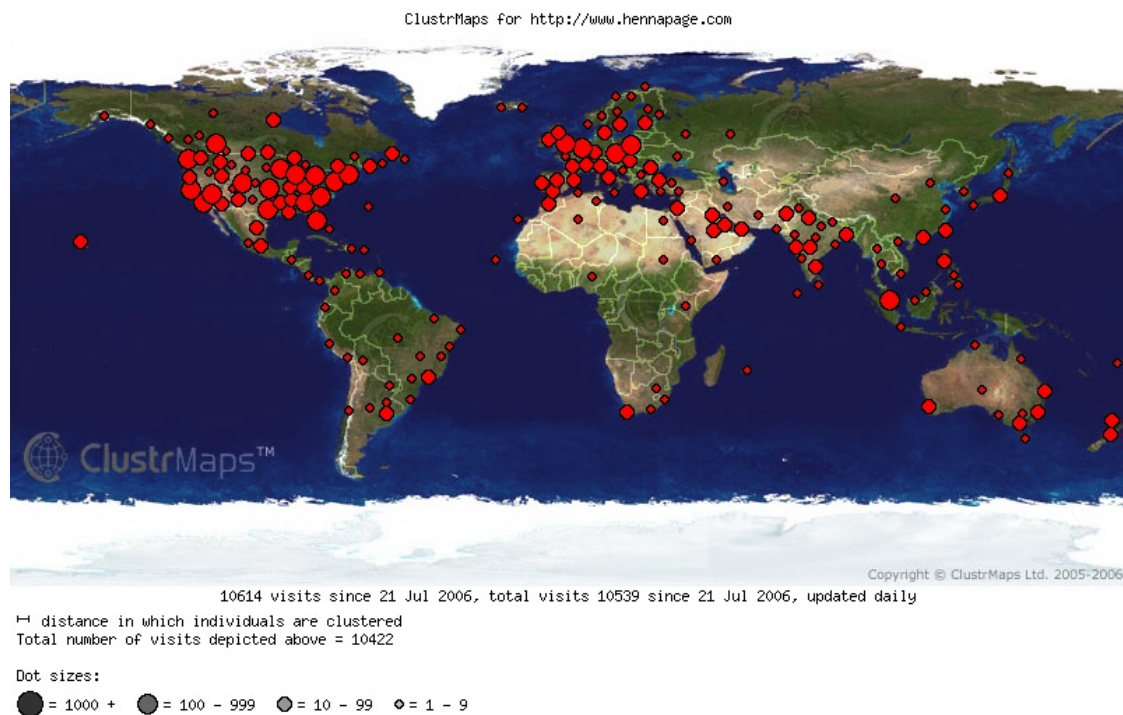 ClustrMaps for http://www.hennapage.com
ClustrMaps™
Copyright © ClustrMaps Ltd. 2005-2006
10614 visits since 21 Jul 2006, total visits 10539 since 21 Jul 2006, updated daily
distance in which individuals are clustered
Total number of visits depicted above = 10422
Dot sizes:
= 1000 + = 100 - 999 = 10 - 99 = 1 - 9